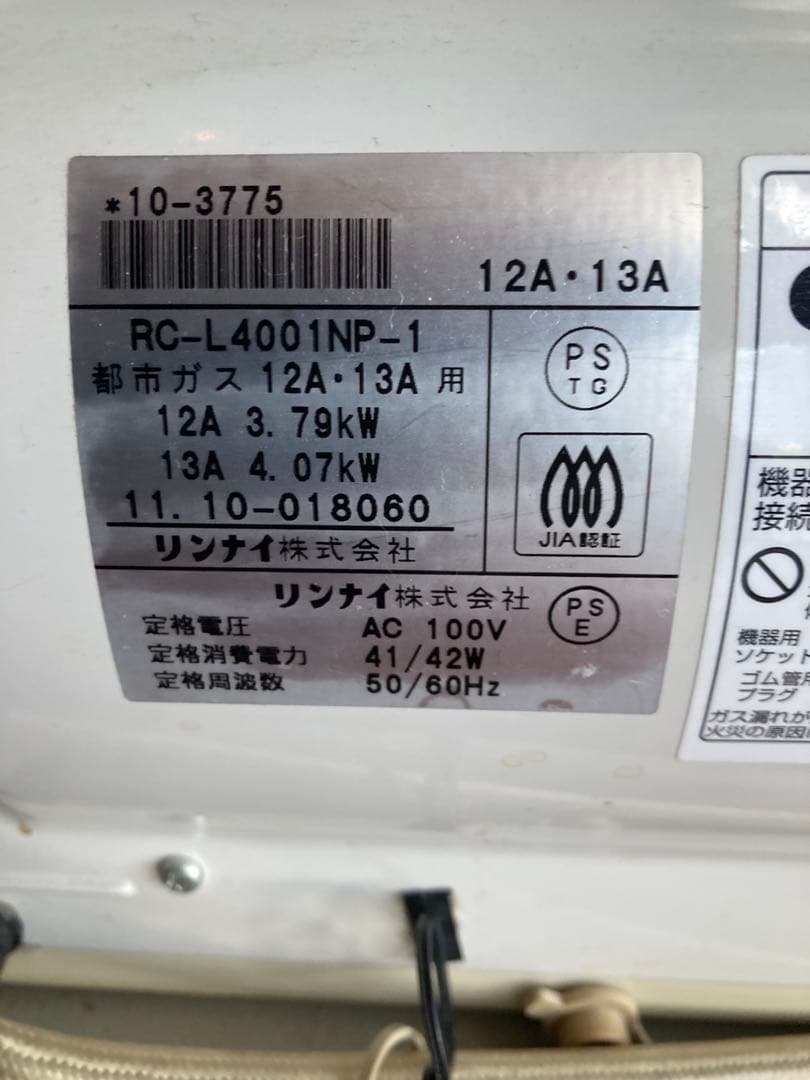 *10-3775
12A・13A
RC-L4001NP-1
都市ガス 12A・13A 用
12A 3. 79kW
13A 4. 07kW
11. 10-018060
リンナイ株式会社
PS
TG
JIA認証
リンナイ株式会社
定格電圧 AC 100V
定格消費電力 41/42W
定格周波数 50/60Hz
PS
E
機器
接続
機器用
ソケット
ゴム管用
プラグ
ガス漏れが
火災の原因に